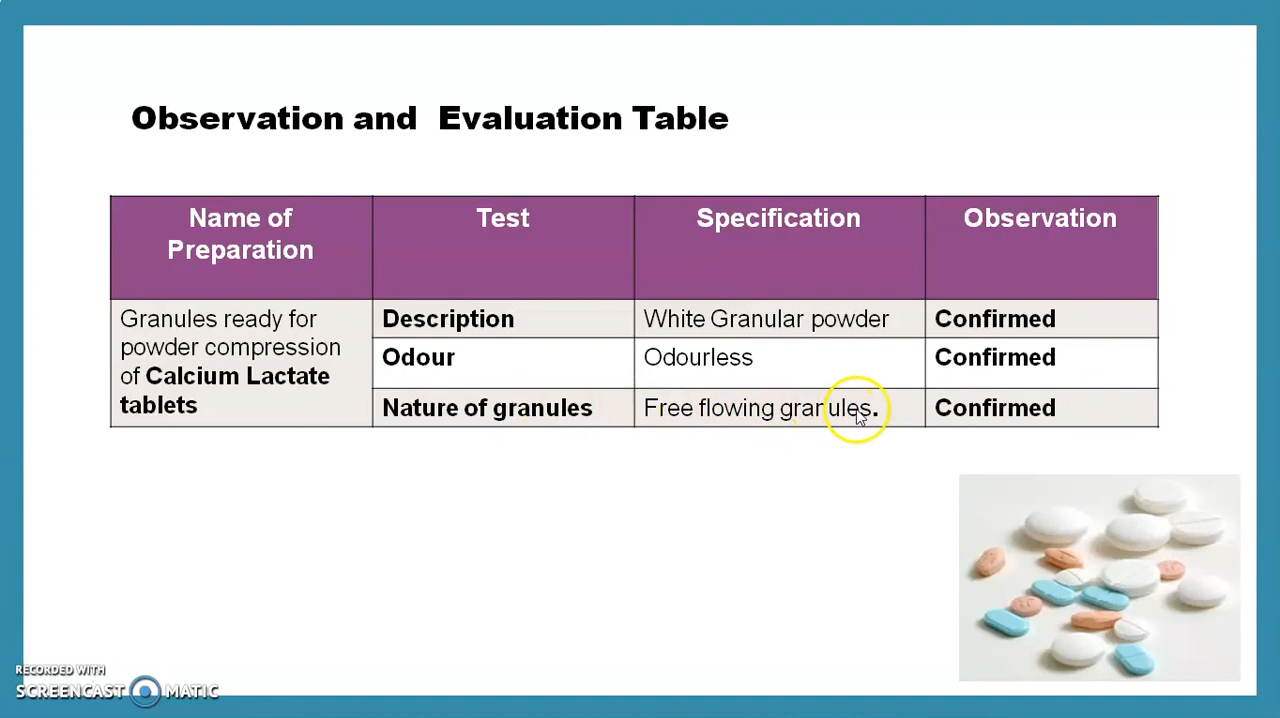 Observation and Evaluation Table
Name of
Preparation
Test
Specification
Observation
Granules ready for
powder compression
of Calcium Lactate
tablets
Description
White Granular powder
Confirmed
Odour
Odourless
Confirmed
Nature of granules
Free flowing granules.
Confirmed
RECORDED WITH
SCREENCAST MATIC